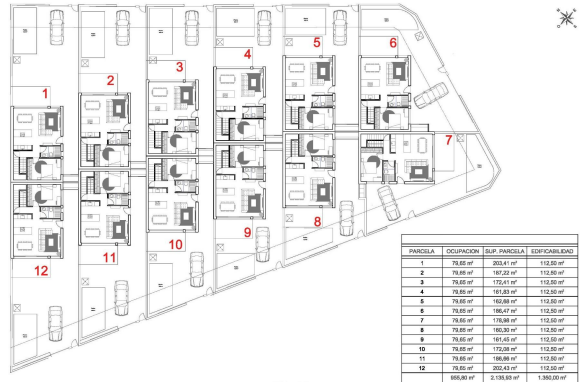 1
2
3
4
5
6
7
8
9
10
11
12
PARCELA OCUPACION SUP. PARCELA EDIFICABILIDAD
1 79,65 m² 203,41 m² 112,50 m²
2 79,65 m² 187,22 m² 112,50 m²
3 79,65 m² 172,41 m² 112,50 m²
4 79,65 m² 161,83 m² 112,50 m²
5 79,65 m² 162,68 m² 112,50 m²
6 79,65 m² 186,47 m² 112,50 m²
7 79,65 m² 178,98 m² 112,50 m²
8 79,65 m² 160,30 m² 112,50 m²
9 79,65 m² 161,45 m² 112,50 m²
10 79,65 m² 172,08 m² 112,50 m²
11 79,65 m² 186,66 m² 112,50 m²
12 79,65 m² 202,43 m² 112,50 m²
955,80 m² 2.135,93 m² 1.350,00 m²